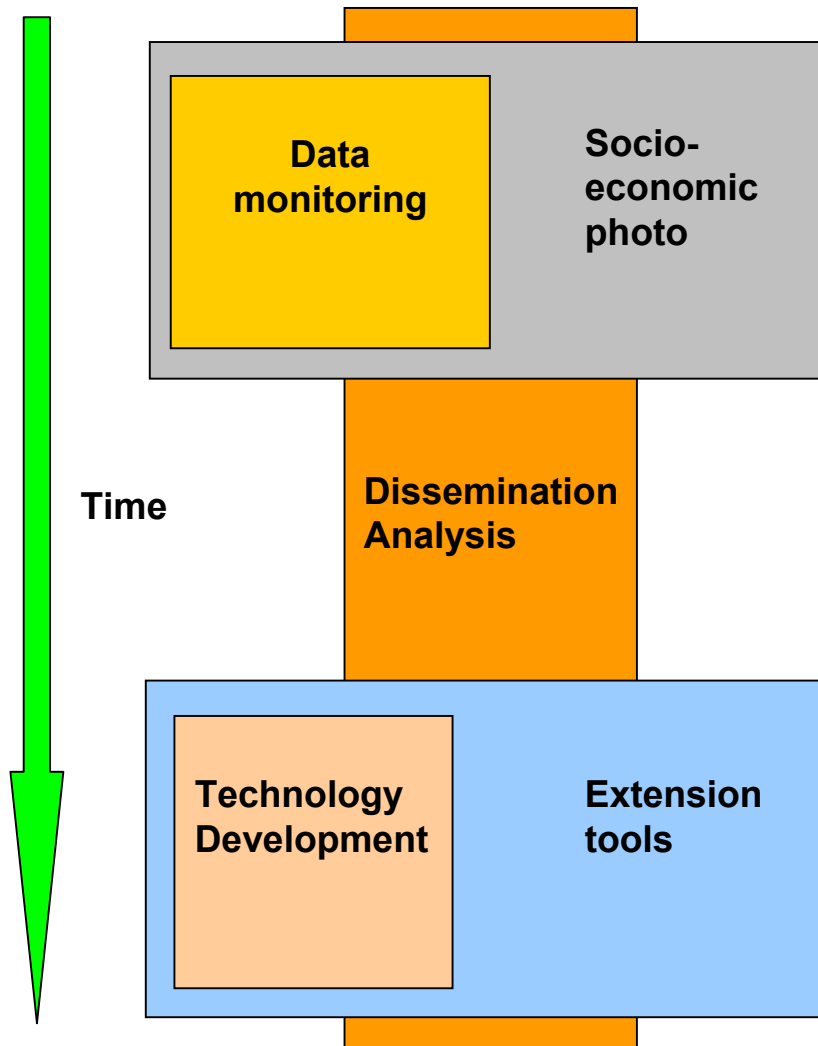 Data
monitoring
Socio-
economic
photo
Time
Dissemination
Analysis
Technology
Development
Extension
tools